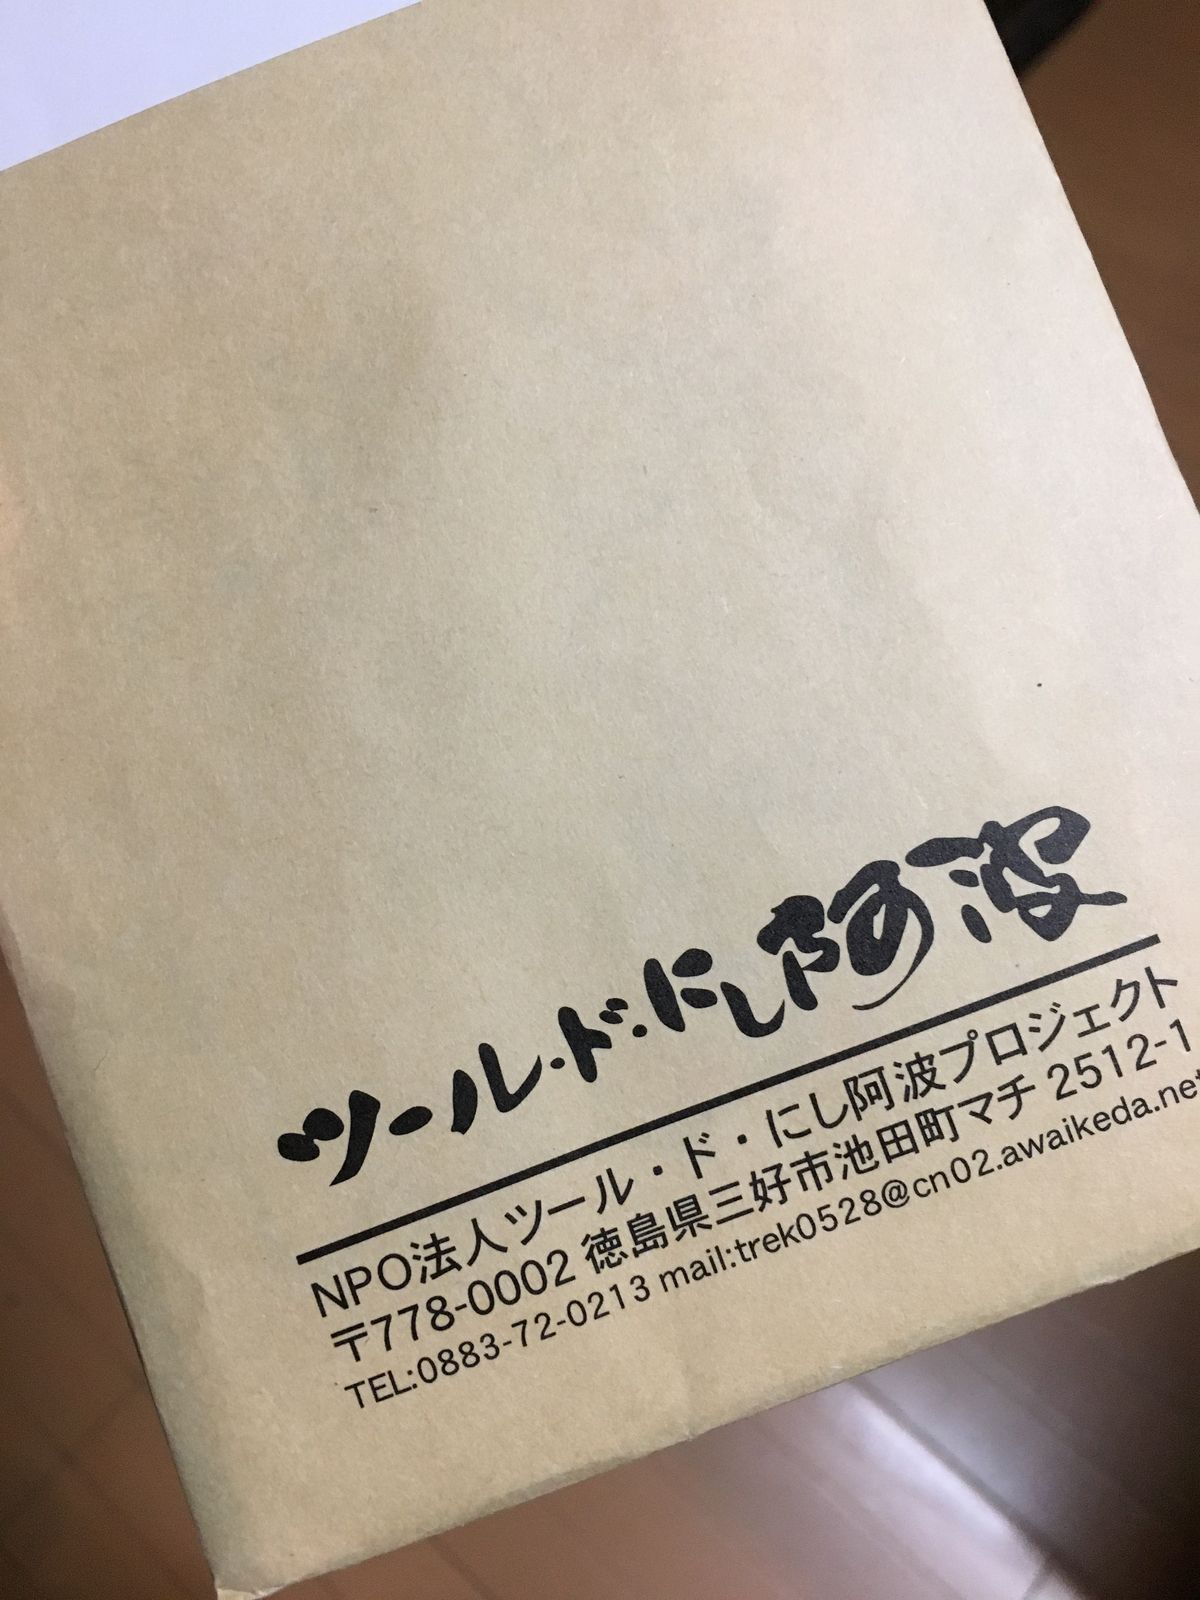 ツール・ド・にし阿波
NPO法人ツール・ド・にし阿波プロジェクト
〒778-0002 徳島県三好市池田町マチ 2512-1
TEL:0883-72-0213 mail:trek0528@cn02.awaikeda.net